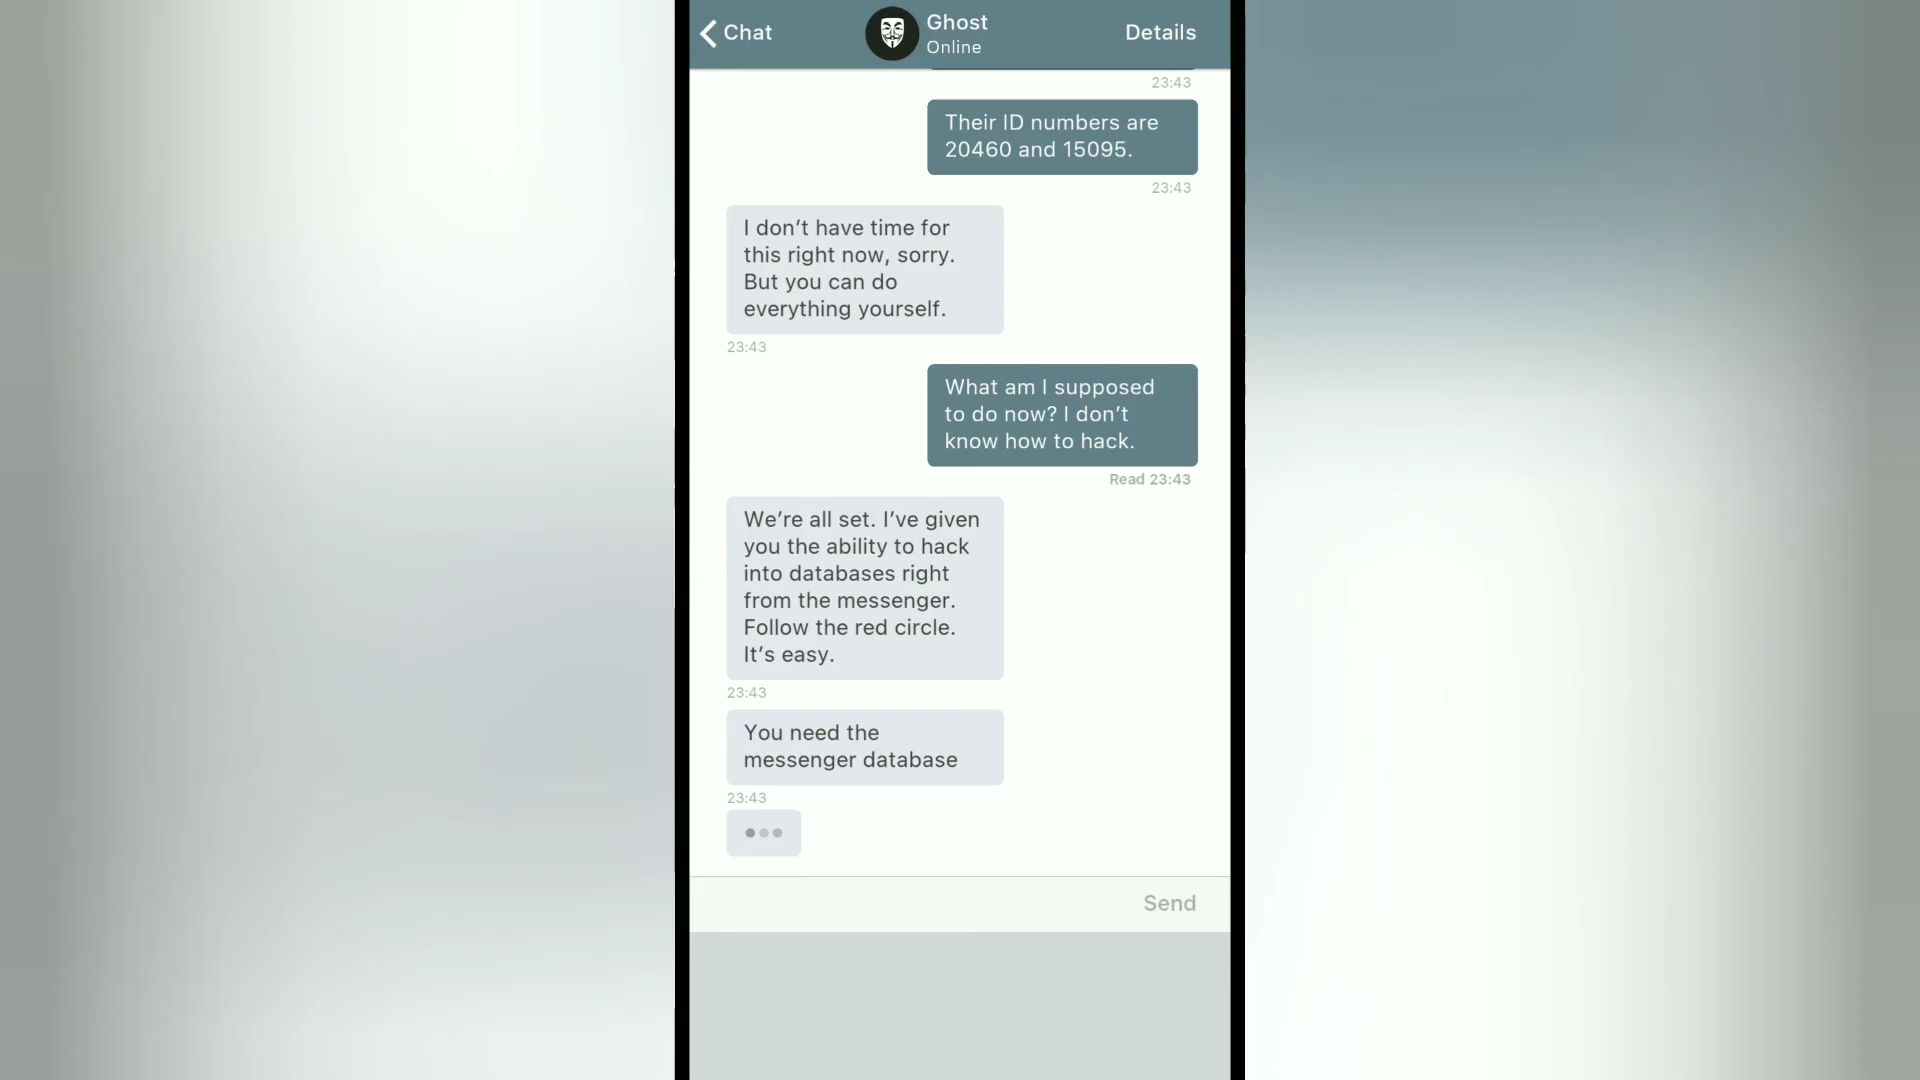 Chat
Ghost
Online
Details
23:43
Their ID numbers are
20460 and 15095.
23:43
I don’t have time for
this right now, sorry.
But you can do
everything yourself.
23:43
What am I supposed
to do now? I don’t
know how to hack.
Read 23:43
We’re all set. I’ve given
you the ability to hack
into databases right
from the messenger.
Follow the red circle.
It’s easy.
23:43
You need the
messenger database
23:43
Send